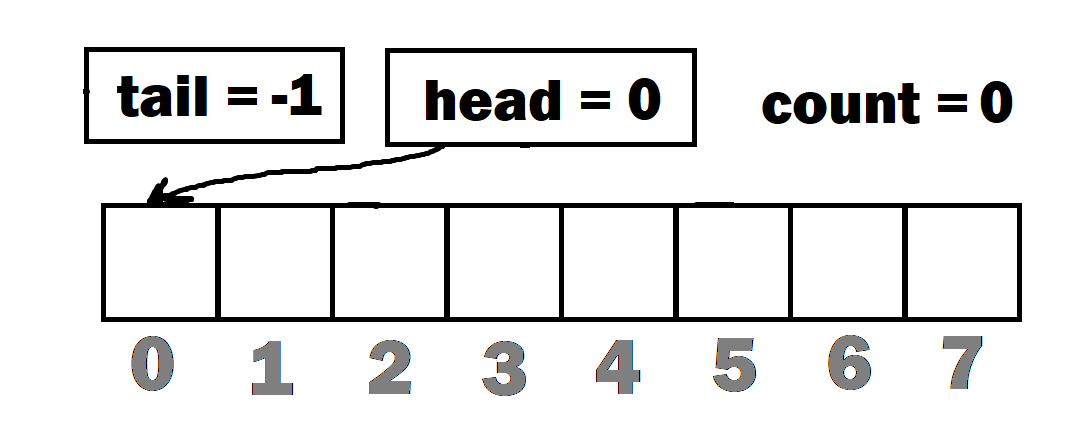 tail = -1 head = 0 count = 0
0 1 2 3 4 5 6 7